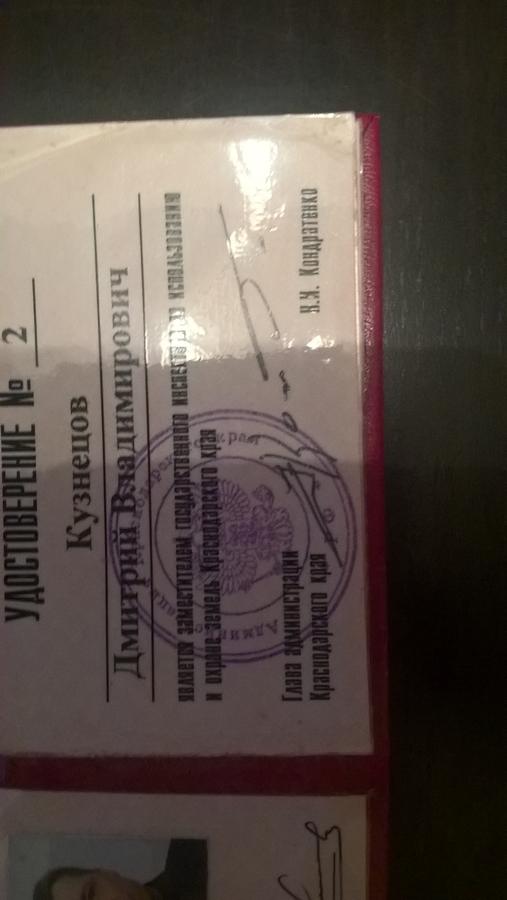 УДОСТОВЕРЕНИЕ № 2
Кузнецов
Дмитрий Владимирович
является заместителем государственного инспектора по использованию
и охране земель Краснодарского края
Глава администрации
Краснодарского края
Н.И. Кондратенко